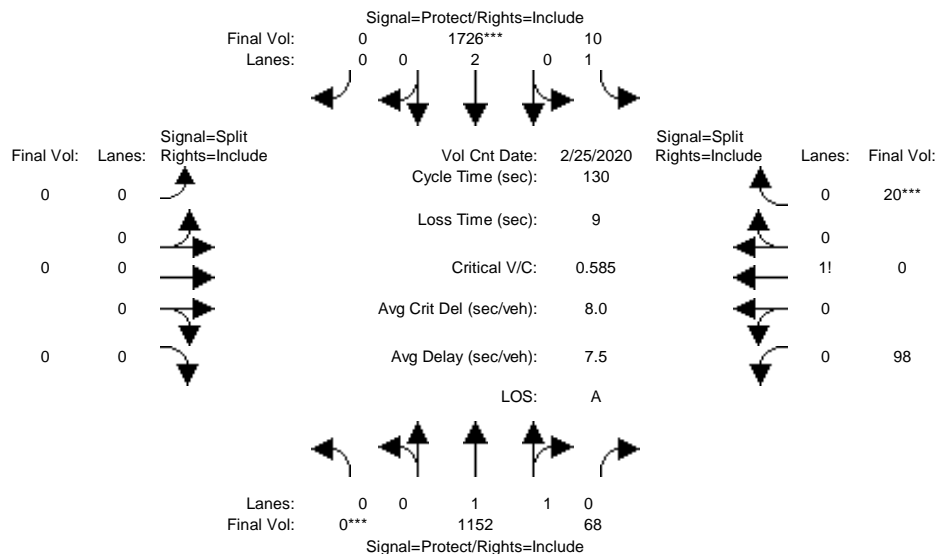 Signal=Protect/Rights=Include
Final Vol: 0 1726*** 10
Lanes: 0 0 2 0 1
Signal=Split Signal=Split
Final Vol: Lanes: Rights=Include Vol Cnt Date: 2/25/2020 Rights=Include Lanes: Final Vol:
Cycle Time (sec): 130
0 0 0 20***
Loss Time (sec): 9
0 0
0 0 Critical V/C: 0.585 1! 0
0 Avg Crit Del (sec/veh): 8.0 0
0 0 Avg Delay (sec/veh): 7.5 0 98
LOS: A
Lanes: 0 0 1 1 0
Final Vol: 0*** 1152 68
Signal=Protect/Rights=Include